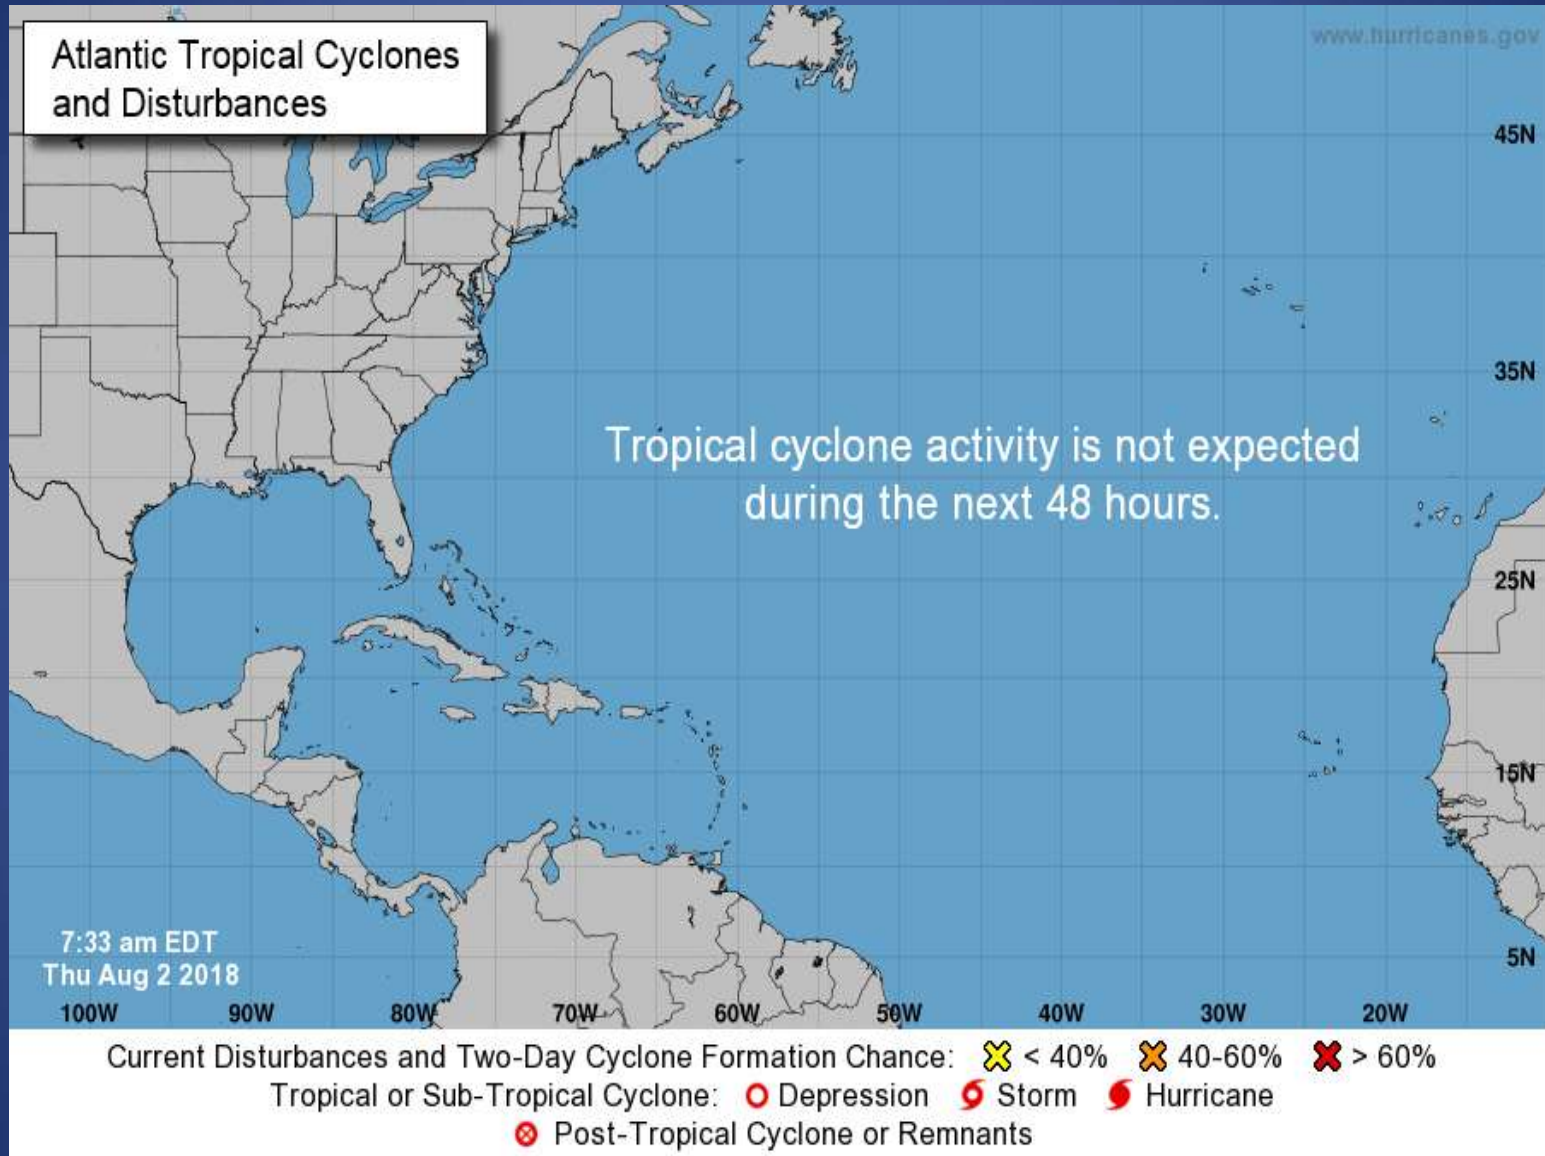 Atlantic Tropical Cyclones
and Disturbances
www.hurricanes.gov
45N
35N
Tropical cyclone activity is not expected
during the next 48 hours.
25N
15N
7:33 am EDT
Thu Aug 2 2018
5N
100W 90W 80W 70W 60W 50W 40W 30W 20W
Current Disturbances and Two-Day Cyclone Formation Chance: < 40% 40-60% > 60%
Tropical or Sub-Tropical Cyclone: Depression Storm Hurricane
Post-Tropical Cyclone or Remnants